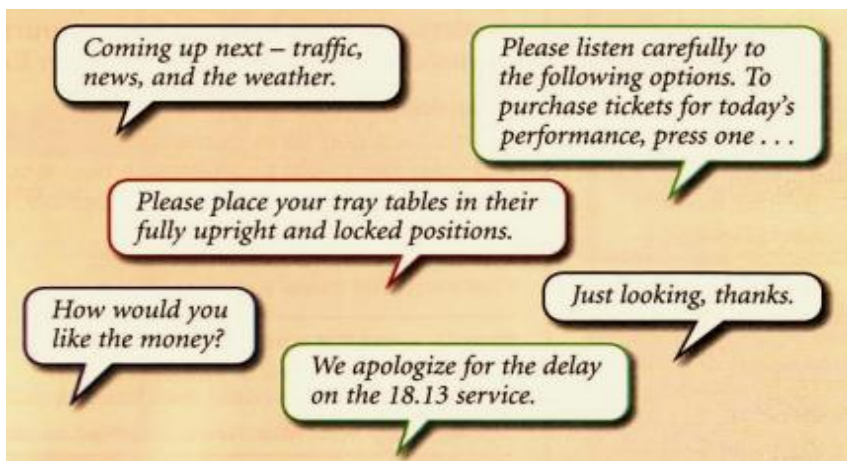 Coming up next – traffic,
news, and the weather.
Please listen carefully to
the following options. To
purchase tickets for today's
performance, press one . . .
Please place your tray tables in their
fully upright and locked positions.
How would you
like the money?
Just looking, thanks.
We apologize for the delay
on the 18.13 service.